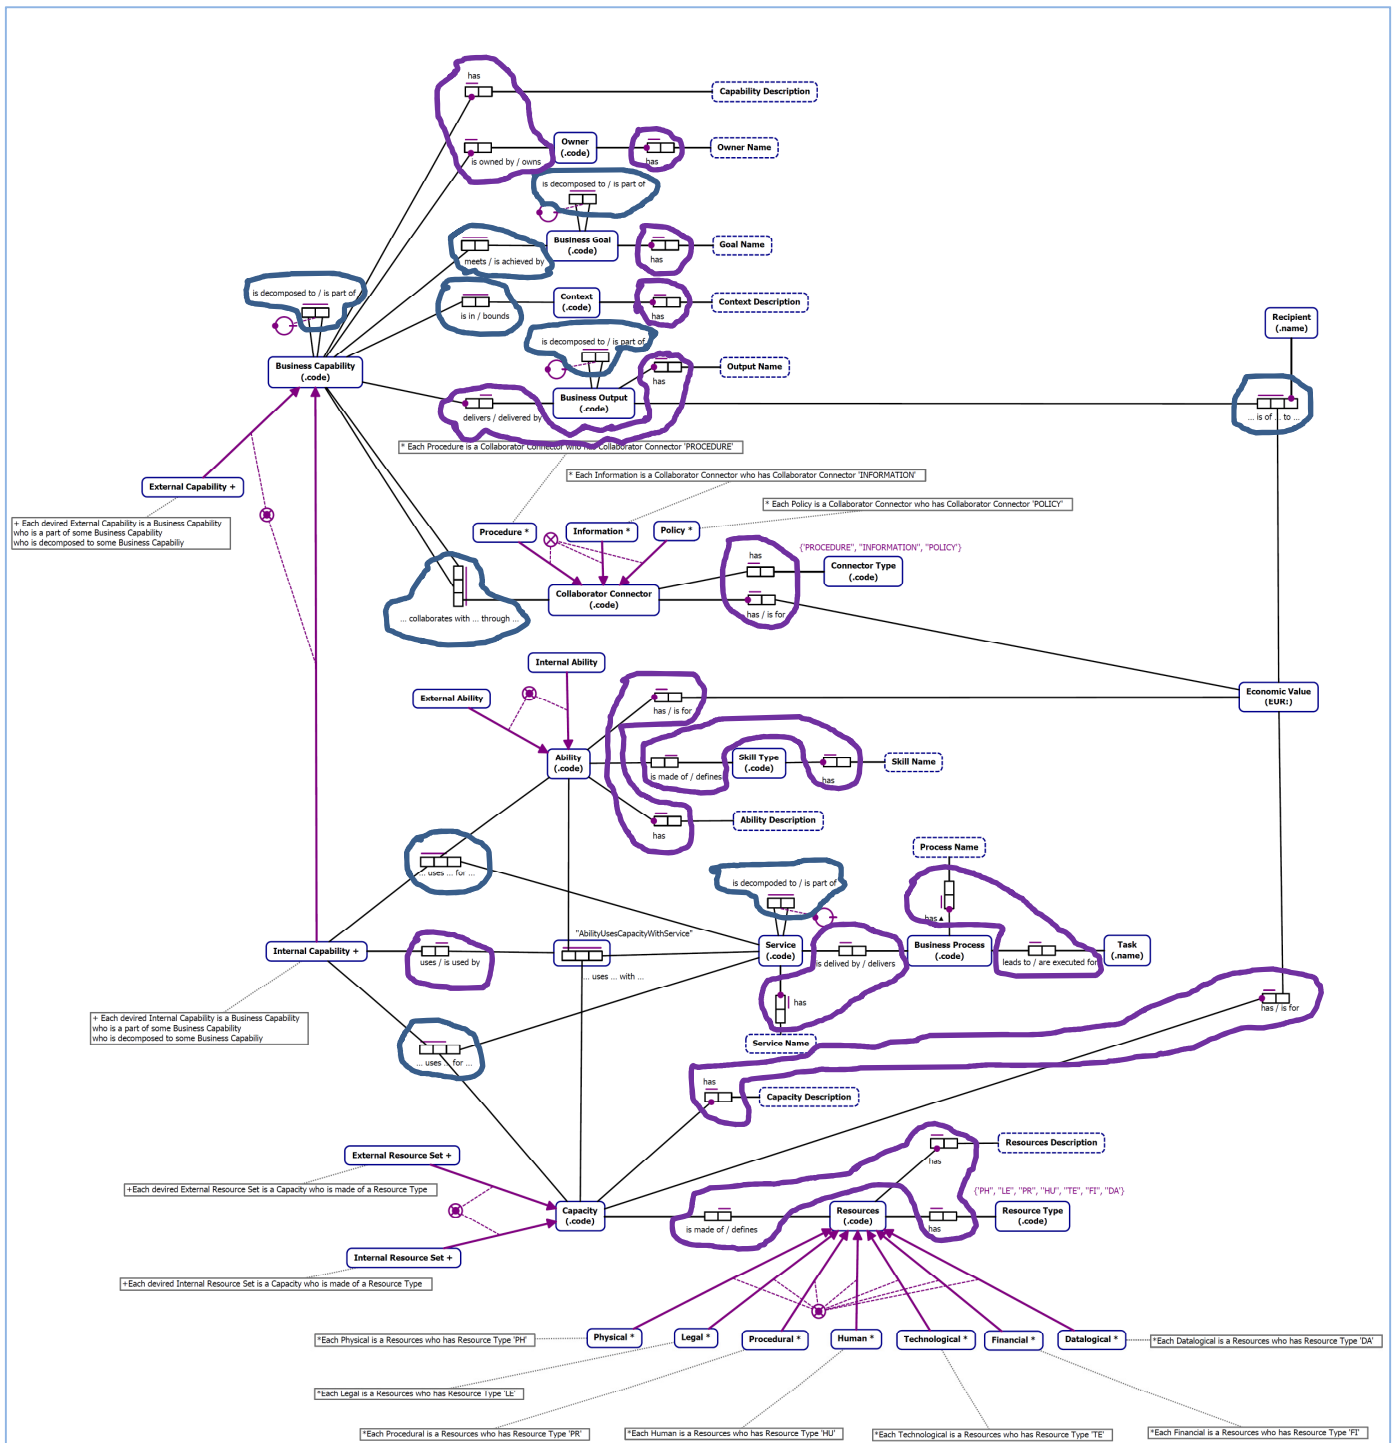 has
Capability Description
Owner
(.code)
is owned by / owns
has
Owner Name
is decomposed to / is part of
Business Goal
(.code)
meets / is achieved by
has
Goal Name
is decomposed to / is part of
Context
(.code)
is in / bounds
has
Context Description
Recipient
(.name)
is decomposed to / is part of
Business Capability
(.code)
has
Output Name
Business Output
(.code)
delivers / delivered by
... is of ... to ...
* Each Procedure is a Collaborator Connector who has Collaborator Connector 'PROCEDURE'
* Each Information is a Collaborator Connector who has Collaborator Connector 'INFORMATION'
External Capability +
* Each Policy is a Collaborator Connector who has Collaborator Connector 'POLICY'
+ Each devired External Capability is a Business Capability
who is a part of some Business Capability
who is decomposed to some Business Capabiliy
Procedure *
Information *
Policy *
has
{'PROCEDURE', "INFORMATION", "POLICY"}
Connector Type
(.code)
Collaborator Connector
(.code)
has / is for
... collaborates with ... through ...
Internal Ability
External Ability
has / is for
Economic Value
(EUR:)
Ability
(.code)
is made of / defines
Skill Type
(.code)
has
Skill Name
has
Ability Description
Process Name
... uses ... for ...
is decompoded to / is part of
has ▲
"AbilityUsesCapacityWithService"
Internal Capability +
uses / is used by
... uses ... with ...
Service
(.code)
is delived by / delivers
Business Process
(.code)
leads to / are executed for
Task
(.name)
has
has / is for
+ Each devired Internal Capability is a Business Capability
who is a part of some Business Capability
who is decomposed to some Business Capabiliy
Service Name
... uses ... for ...
has
Capacity Description
External Resource Set +
Resources Description
has
+Each devired External Resource Set is a Capacity who is made of a Resource Type
{"PH", "LE", "PR", "HU", "TE", "FI", "DA"}
Capacity
(.code)
is made of / defines
Resources
(.code)
has
Resource Type
(.code)
Internal Resource Set +
+Each devired Internal Resource Set is a Capacity who is made of a Resource Type
*Each Physical is a Resources who has Resource Type 'PH'
Physical *
Legal *
Procedural *
Human *
Technological *
Financial *
Datalogical *
*Each Datalogical is a Resources who has Resource Type 'DA'
*Each Legal is a Resources who has Resource Type 'LE'
*Each Procedural is a Resources who has Resource Type 'PR'
*Each Human is a Resources who has Resource Type 'HU'
*Each Technological is a Resources who has Resource Type 'TE'
*Each Financial is a Resources who has Resource Type 'FI'